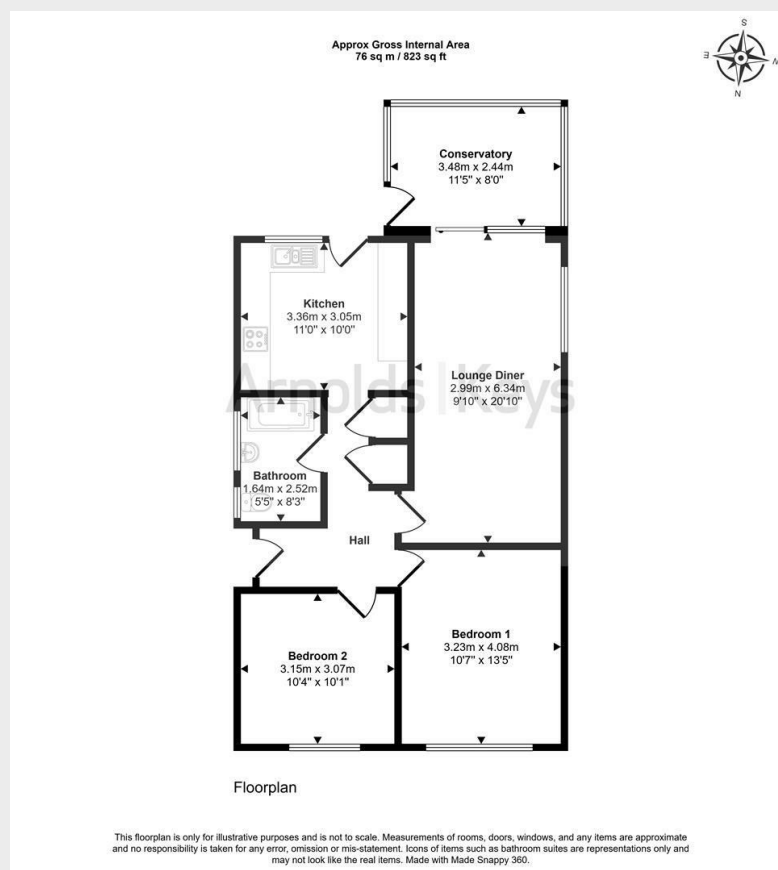 Approx Gross Internal Area
76 sq m / 823 sq ft
S
E
W
N
Conservatory
3.48m x 2.44m
11'5" x 8'0"
Kitchen
3.36m x 3.05m
11'0" x 10'0"
Lounge Diner
2.99m x 6.34m
9'10" x 20'10"
Arnolds | Keys
Bathroom
1.64m x 2.52m
5'5" x 8'3"
Hall
Bedroom 1
3.23m x 4.08m
10'7" x 13'5"
Bedroom 2
3.15m x 3.07m
10'4" x 10'1"
Floorplan
This floorplan is only for illustrative purposes and is not to scale. Measurements of rooms, doors, windows, and any items are approximate
and no responsibility is taken for any error, omission or mis-statement. Icons of items such as bathroom suites are representations only and
may not look like the real items. Made with Made Snappy 360.